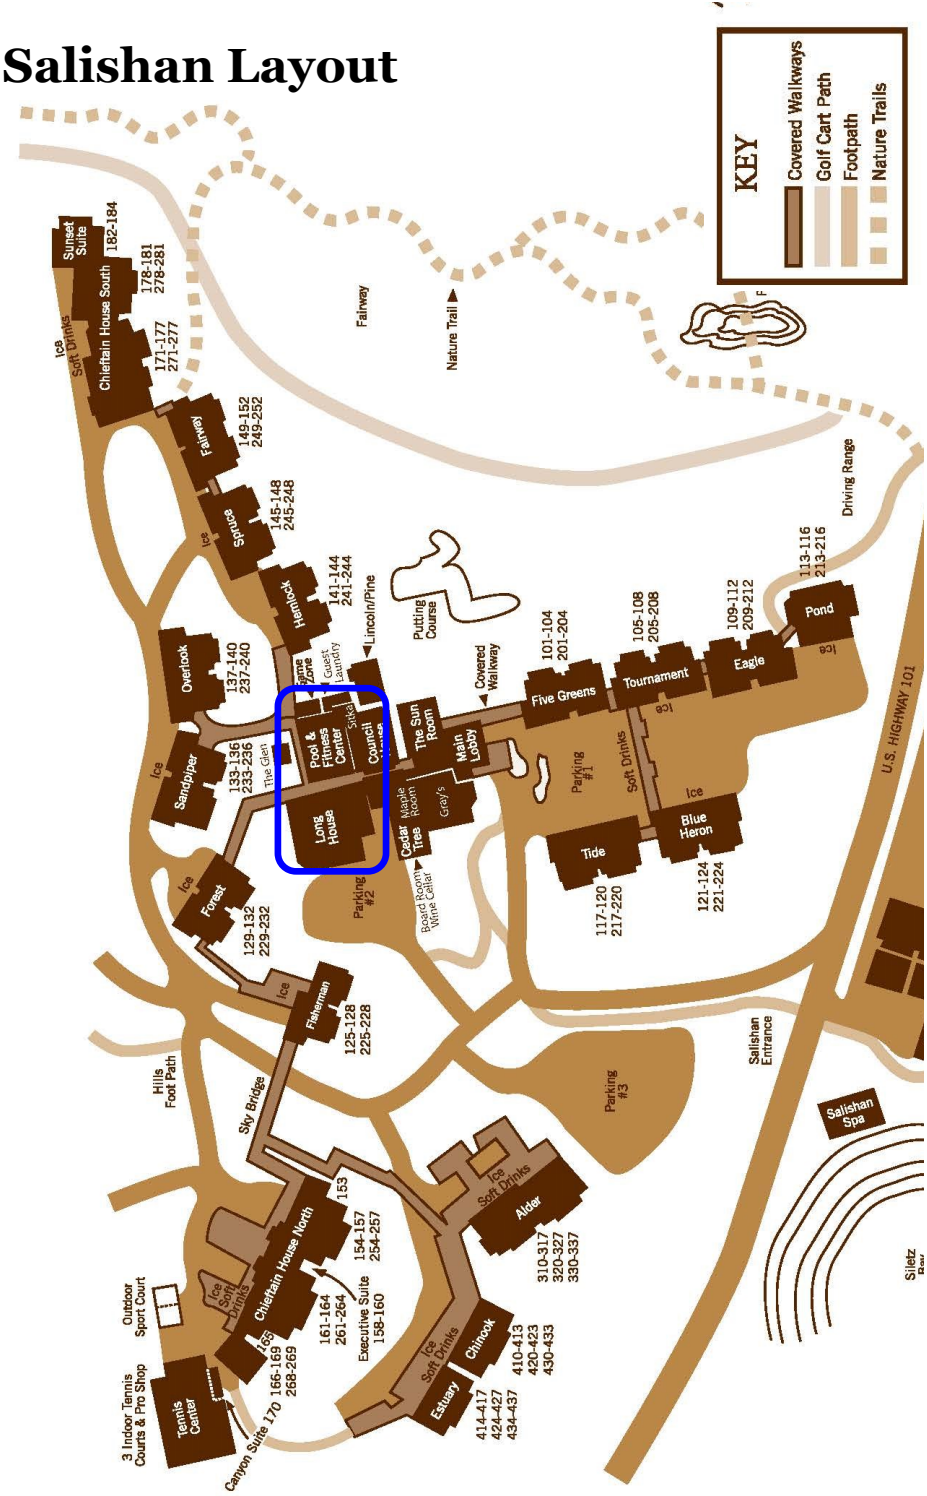 Salishan Layout
KEY
Covered Walkways
Golf Cart Path
Footpath
Nature Trails
Sunset
Suite
182-184
Chieftain House South
178-181
278-281
Ice
Soft Drinks
171-177
271-277
Fairway
Nature Trail
Fairway
149-152
249-252
Spruce
145-148
245-248
Ice
Hemlock
141-144
241-244
Driving Range
Putting
Course
Lincoln/Pine
Guest
Laundry
Overlook
137-140
237-240
Sitka
Pool &
Fitness
Center
Council
The Sun
Room
Main
Lobby
Covered
Walkway
Five Greens
101-104
201-204
Tournament
105-108
205-208
Ice
Eagle
109-112
209-212
Pond
113-116
213-216
Ice
U.S. HIGHWAY 101
Sandpiper
133-136
233-236
Ice
The Glen
Long
House
Maple
Room
Gray's
Cedar
Tres
Board Room
Wine Cellar
Parking
#1
Soft Drinks
Ice
Blue
Heron
121-124
221-224
Tide
117-120
217-220
Parking
#2
Ice
Forest
129-132
229-232
Ice
Fisherman
125-128
225-228
Hills
Foot Path
Sky Bridge
Parking
#3
Salishan
Entrance
Salishan
Spa
Siletz
Ice
Soft Drinks
Alder
310-317
320-327
330-337
153
Chieftain House North
154-157
254-257
Ice
Soft
Drinks
161-164
261-264
Executive Suite
158-160
165
166-169
268-269
Outdoor
Sport Court
3 Indoor Tennis
Courts & Pro Shop
Tennis
Center
Canyon Suite 170
Ice
Soft Drinks
Chinook
410-413
420-423
430-433
Estuary
414-417
424-427
434-437